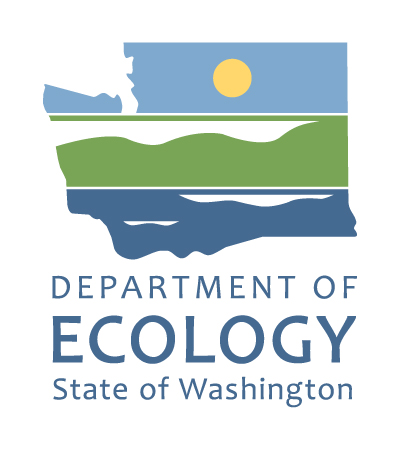 DEPARTMENT OF
ECOLOGY
State of Washington